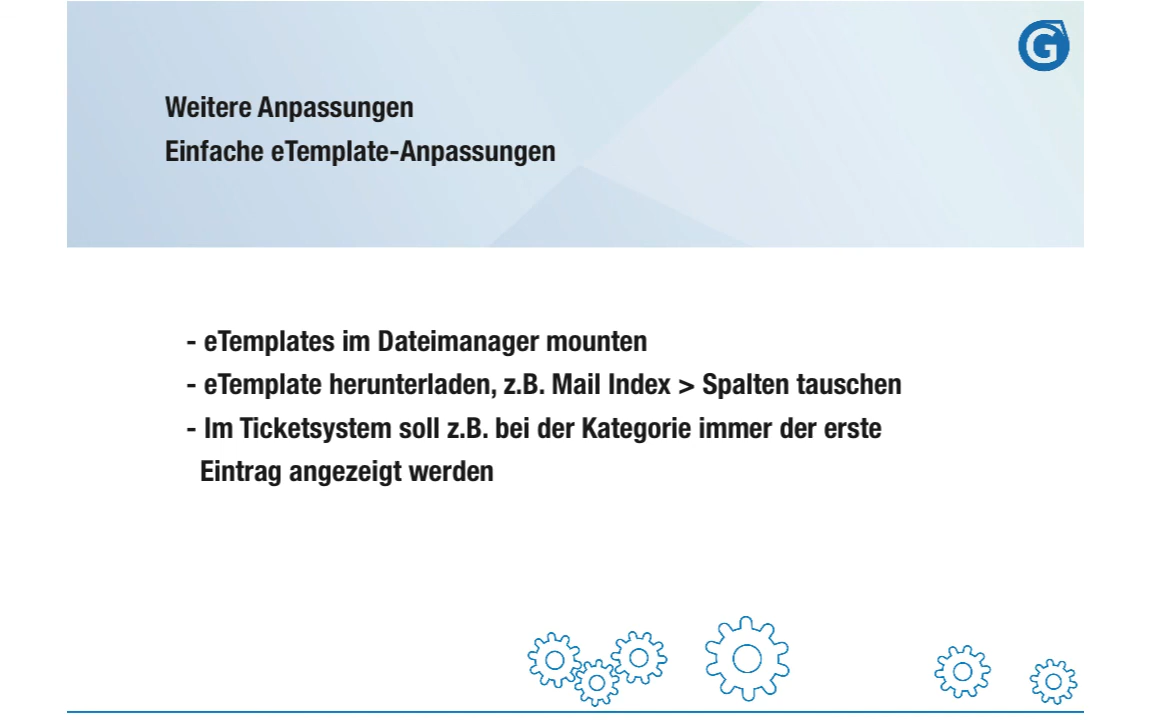 Weitere Anpassungen
Einfache eTemplate-Anpassungen
- eTemplates im Dateimanager mounten
- eTemplate herunterladen, z.B. Mail Index > Spalten tauschen
- Im Ticketsystem soll z.B. bei der Kategorie immer der erste
Eintrag angezeigt werden
G